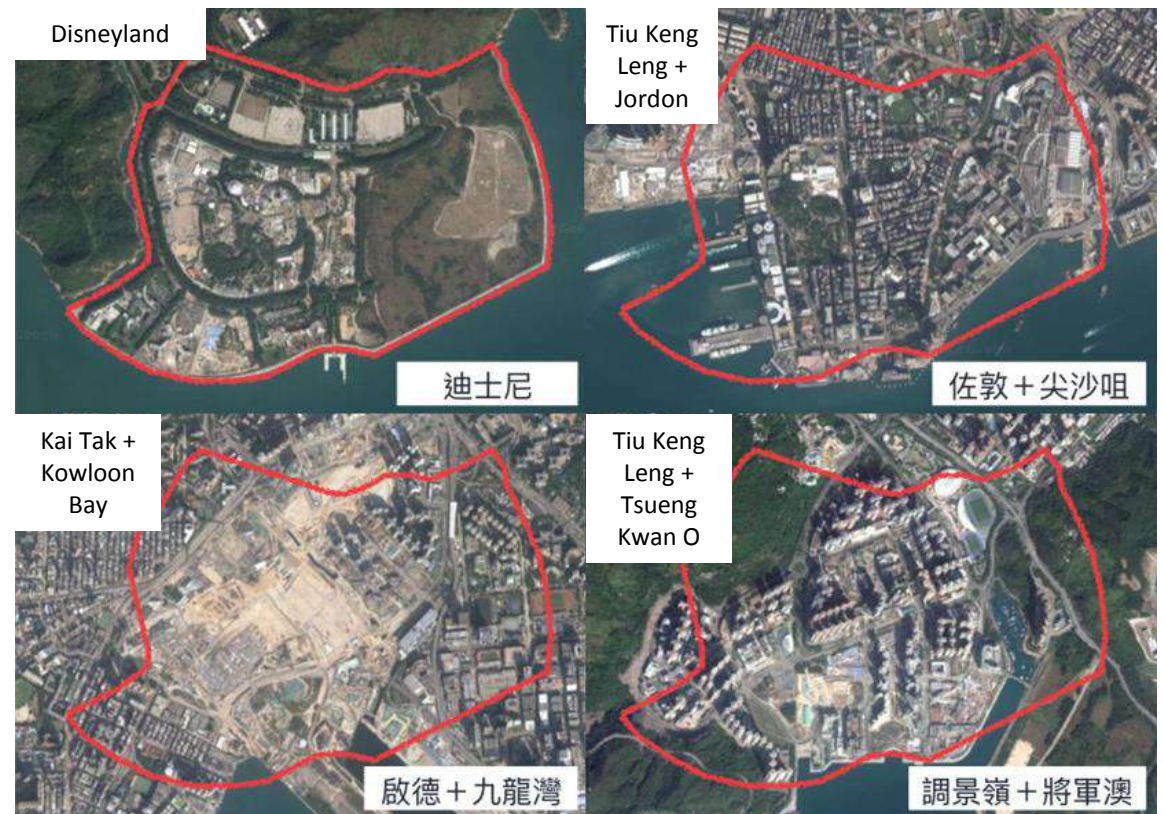 Disneyland
迪士尼
Tiu Keng
Leng +
Jordon
佐敦＋尖沙咀
Kai Tak +
Kowloon
Bay
啟德＋九龍灣
Tiu Keng
Leng +
Tsueng
Kwan O
調景嶺＋將軍澳